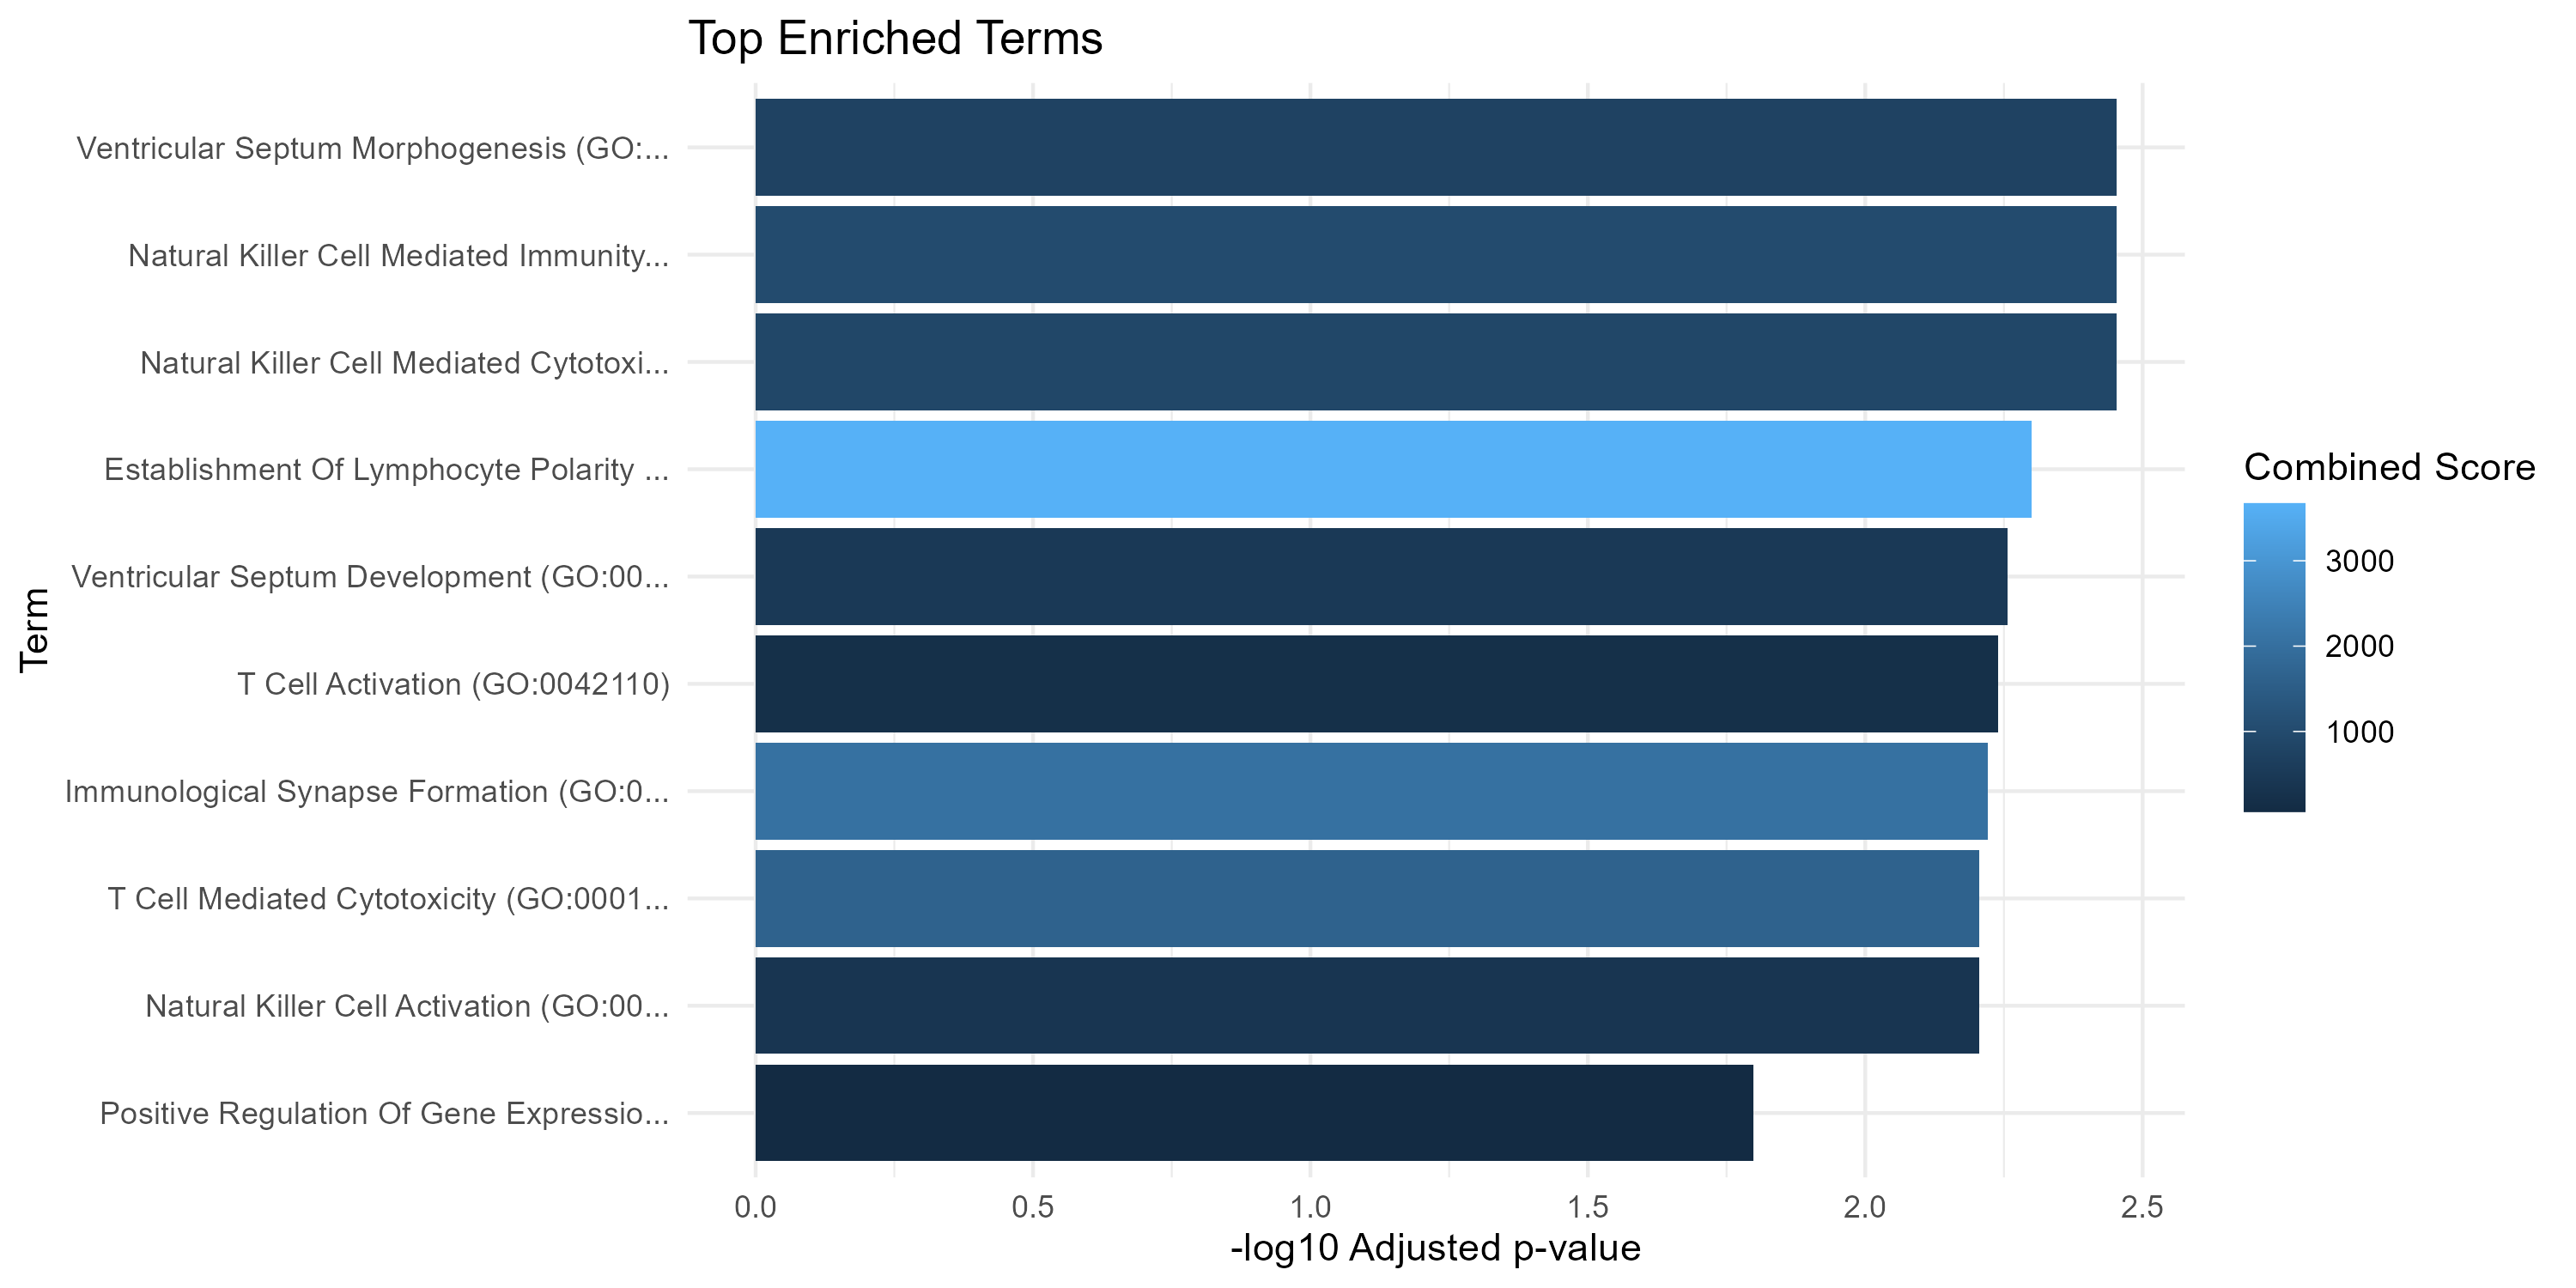 Top Enriched Terms
Term
Ventricular Septum Morphogenesis (GO:...
Natural Killer Cell Mediated Immunity...
Natural Killer Cell Mediated Cytotoxi...
Establishment Of Lymphocyte Polarity ...
Ventricular Septum Development (GO:00...
T Cell Activation (GO:0042110)
Immunological Synapse Formation (GO:0...
T Cell Mediated Cytotoxicity (GO:0001...
Natural Killer Cell Activation (GO:00...
Positive Regulation Of Gene Expressio...
0.0 0.5 1.0 1.5 2.0 2.5
-log10 Adjusted p-value
Combined Score
3000
2000
1000